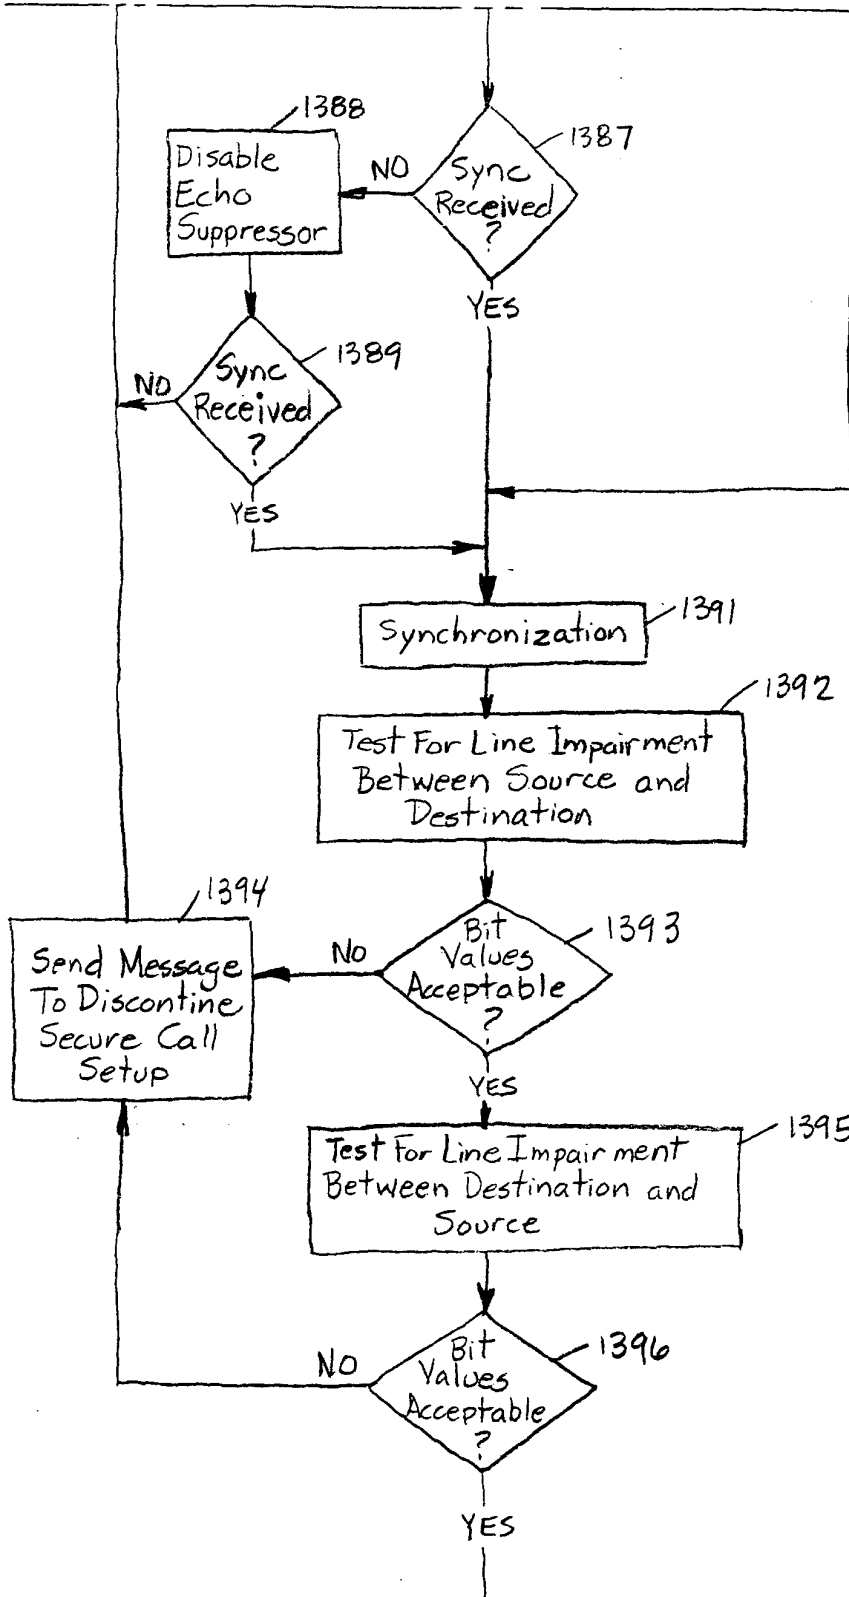 1388
Disable
Echo
Suppressor
NO
1387
Sync
Received
?
YES
1389
Sync
Received
?
NO
YES
1391
Synchronization
1392
Test For Line Impairment
Between Source and
Destination
1394
Send Message
To Discontine
Secure Call
Setup
NO
1393
Bit
Values
Acceptable
?
YES
1395
Test For Line Impairment
Between Destination and
Source
1396
Bit
Values
Acceptable
?
NO
YES